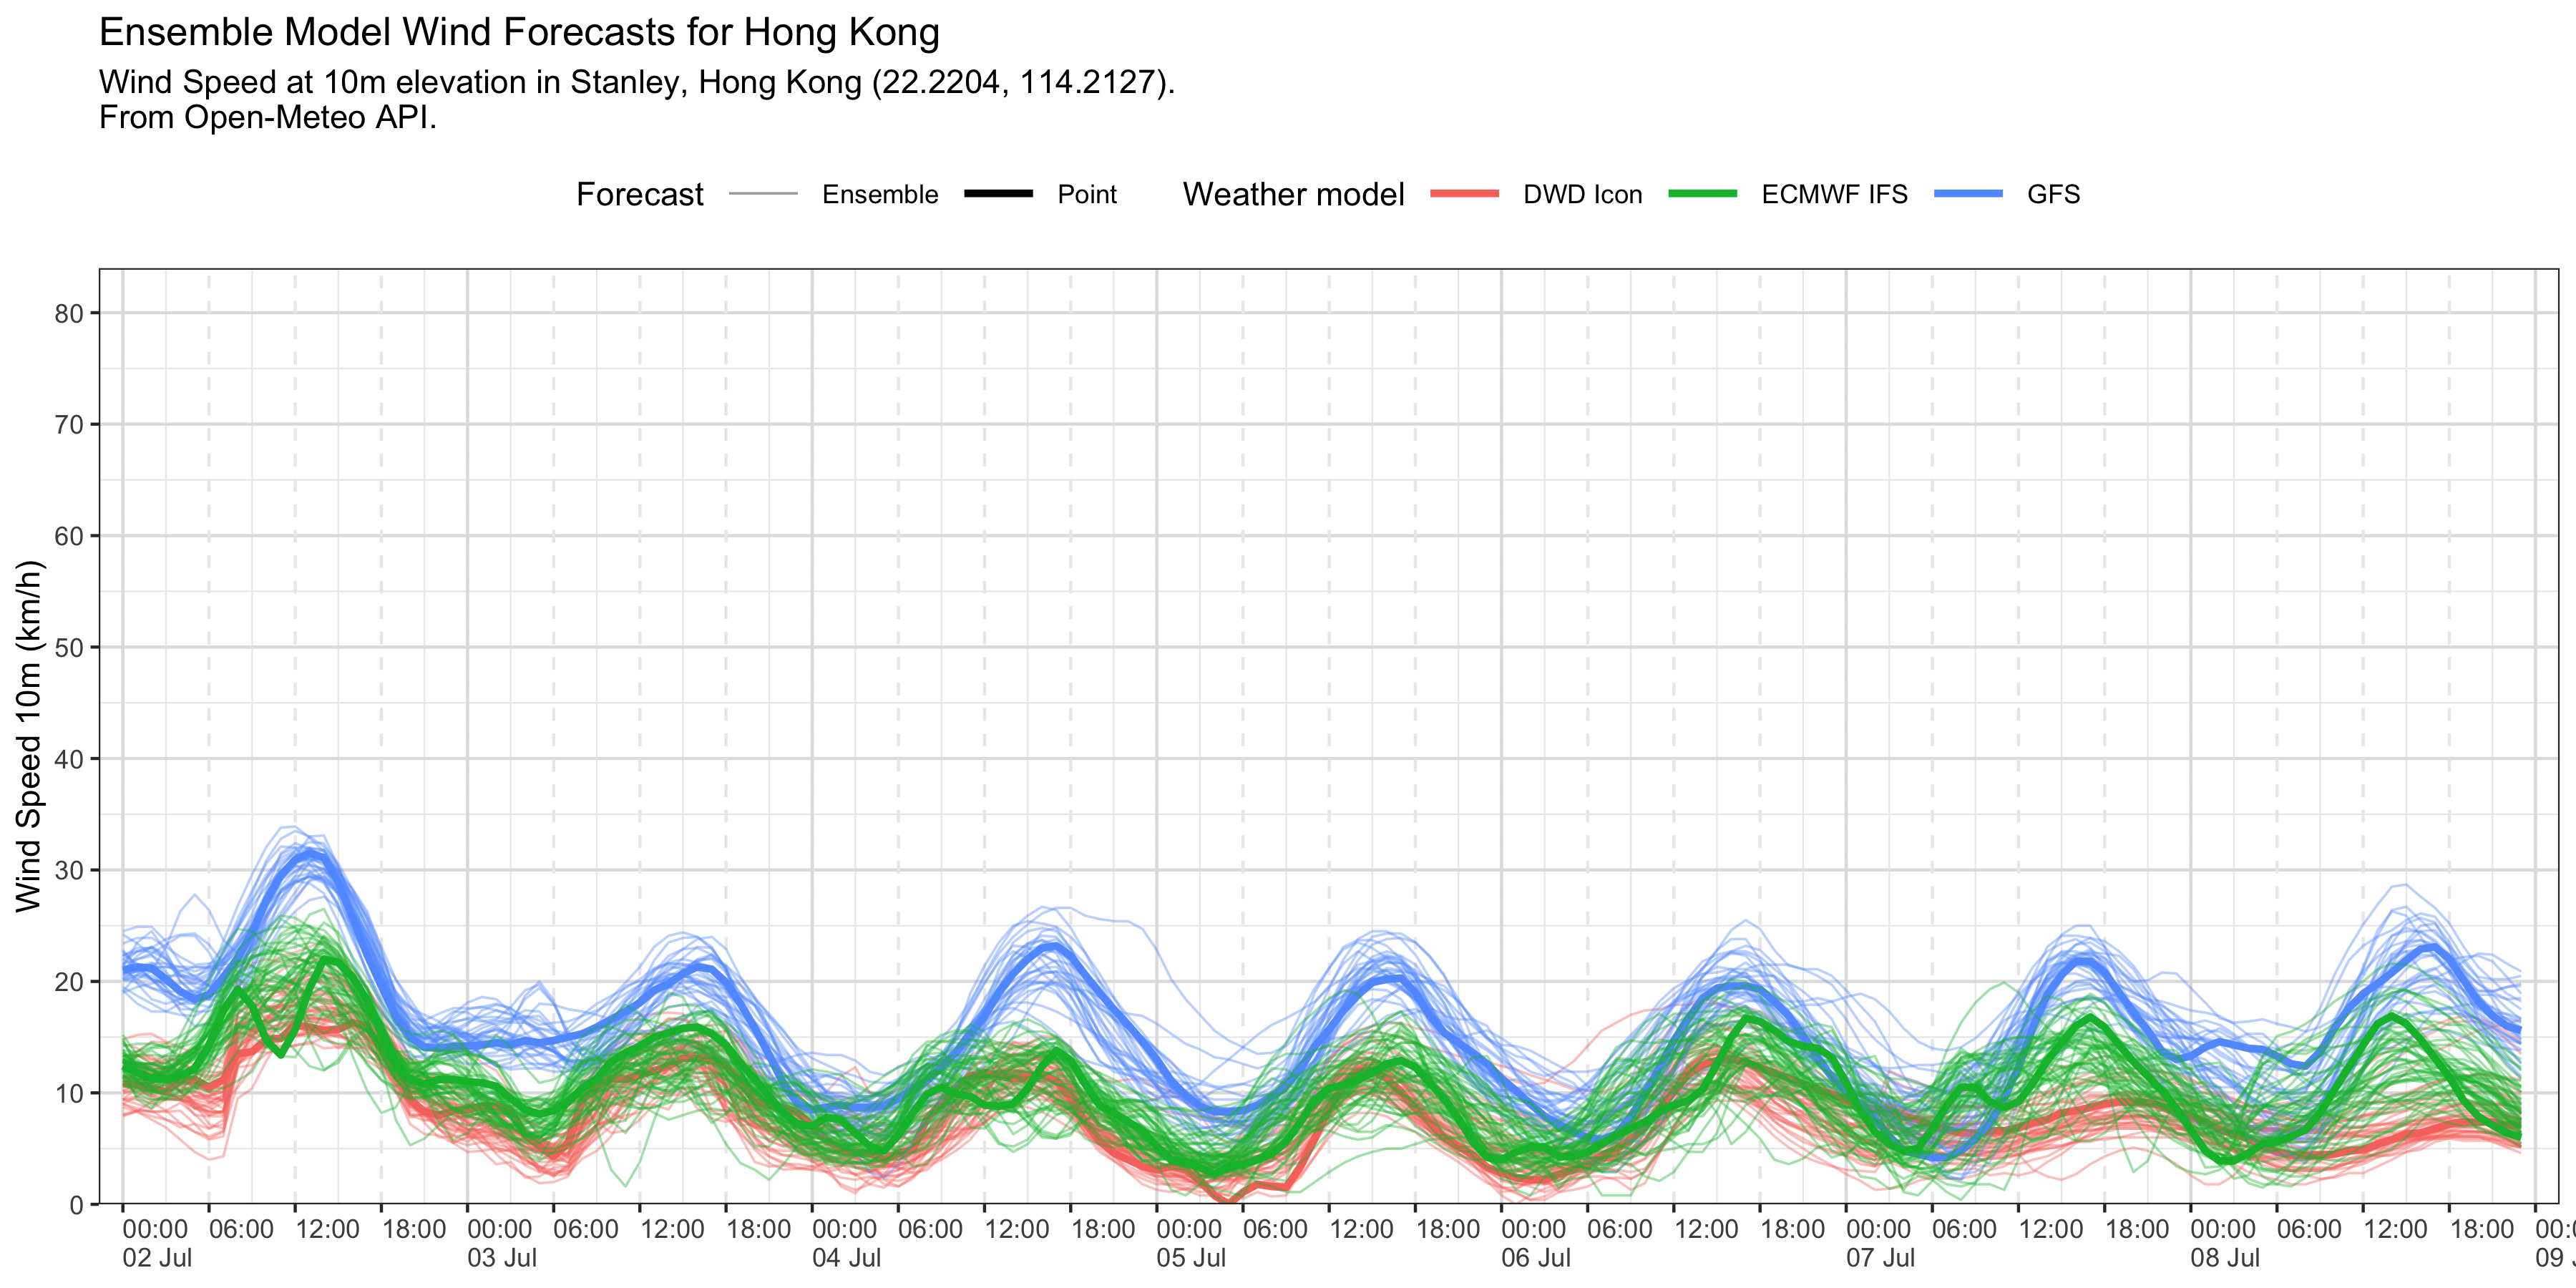 Ensemble Model Wind Forecasts for Hong Kong
Wind Speed at 10m elevation in Stanley, Hong Kong (22.2204, 114.2127).
From Open-Meteo API.
Forecast Ensemble Point Weather model DWD Icon ECMWF IFS GFS
Wind Speed 10m (km/h)
80
70
60
50
40
30
20
10
0
00:00 06:00 12:00 18:00 00:00 06:00 12:00 18:00 00:00 06:00 12:00 18:00 00:00 06:00 12:00 18:00 00:00 06:00 12:00 18:00 00:00 06:00 12:00 18:00 00:00 06:00 12:00 18:00
02 Jul 03 Jul 04 Jul 05 Jul 06 Jul 07 Jul 08 Jul 09